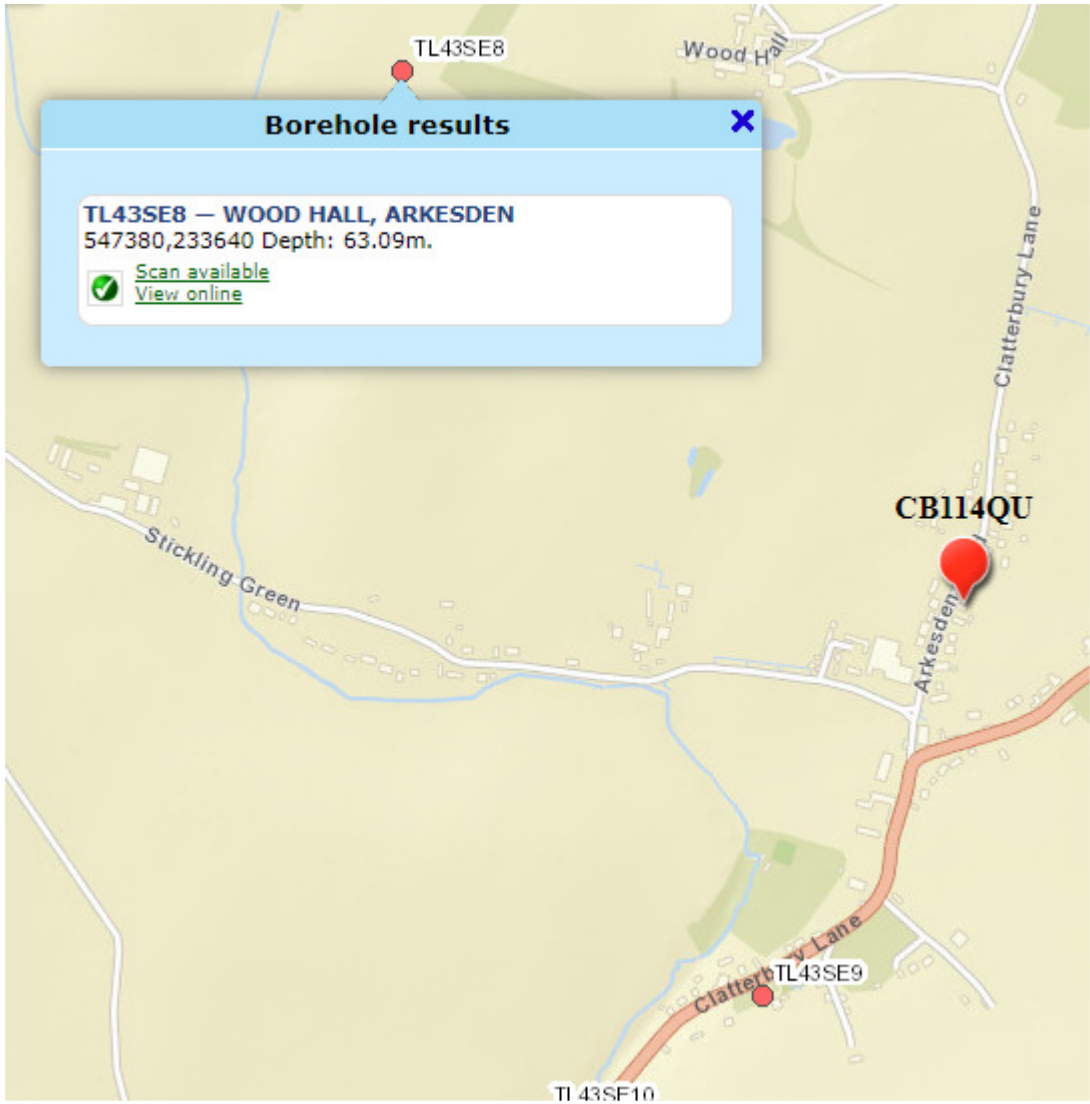 TL43SE8
Wood Hall
Borehole results
TL43SE8 — WOOD HALL, ARKESDEN
547380,233640 Depth: 63.09m.
Scan available
View online
Clatterbury Lane
CB114QU
Stickling Green
Arkesden
TL43SE9
Clatterbury Lane
TL43SE10